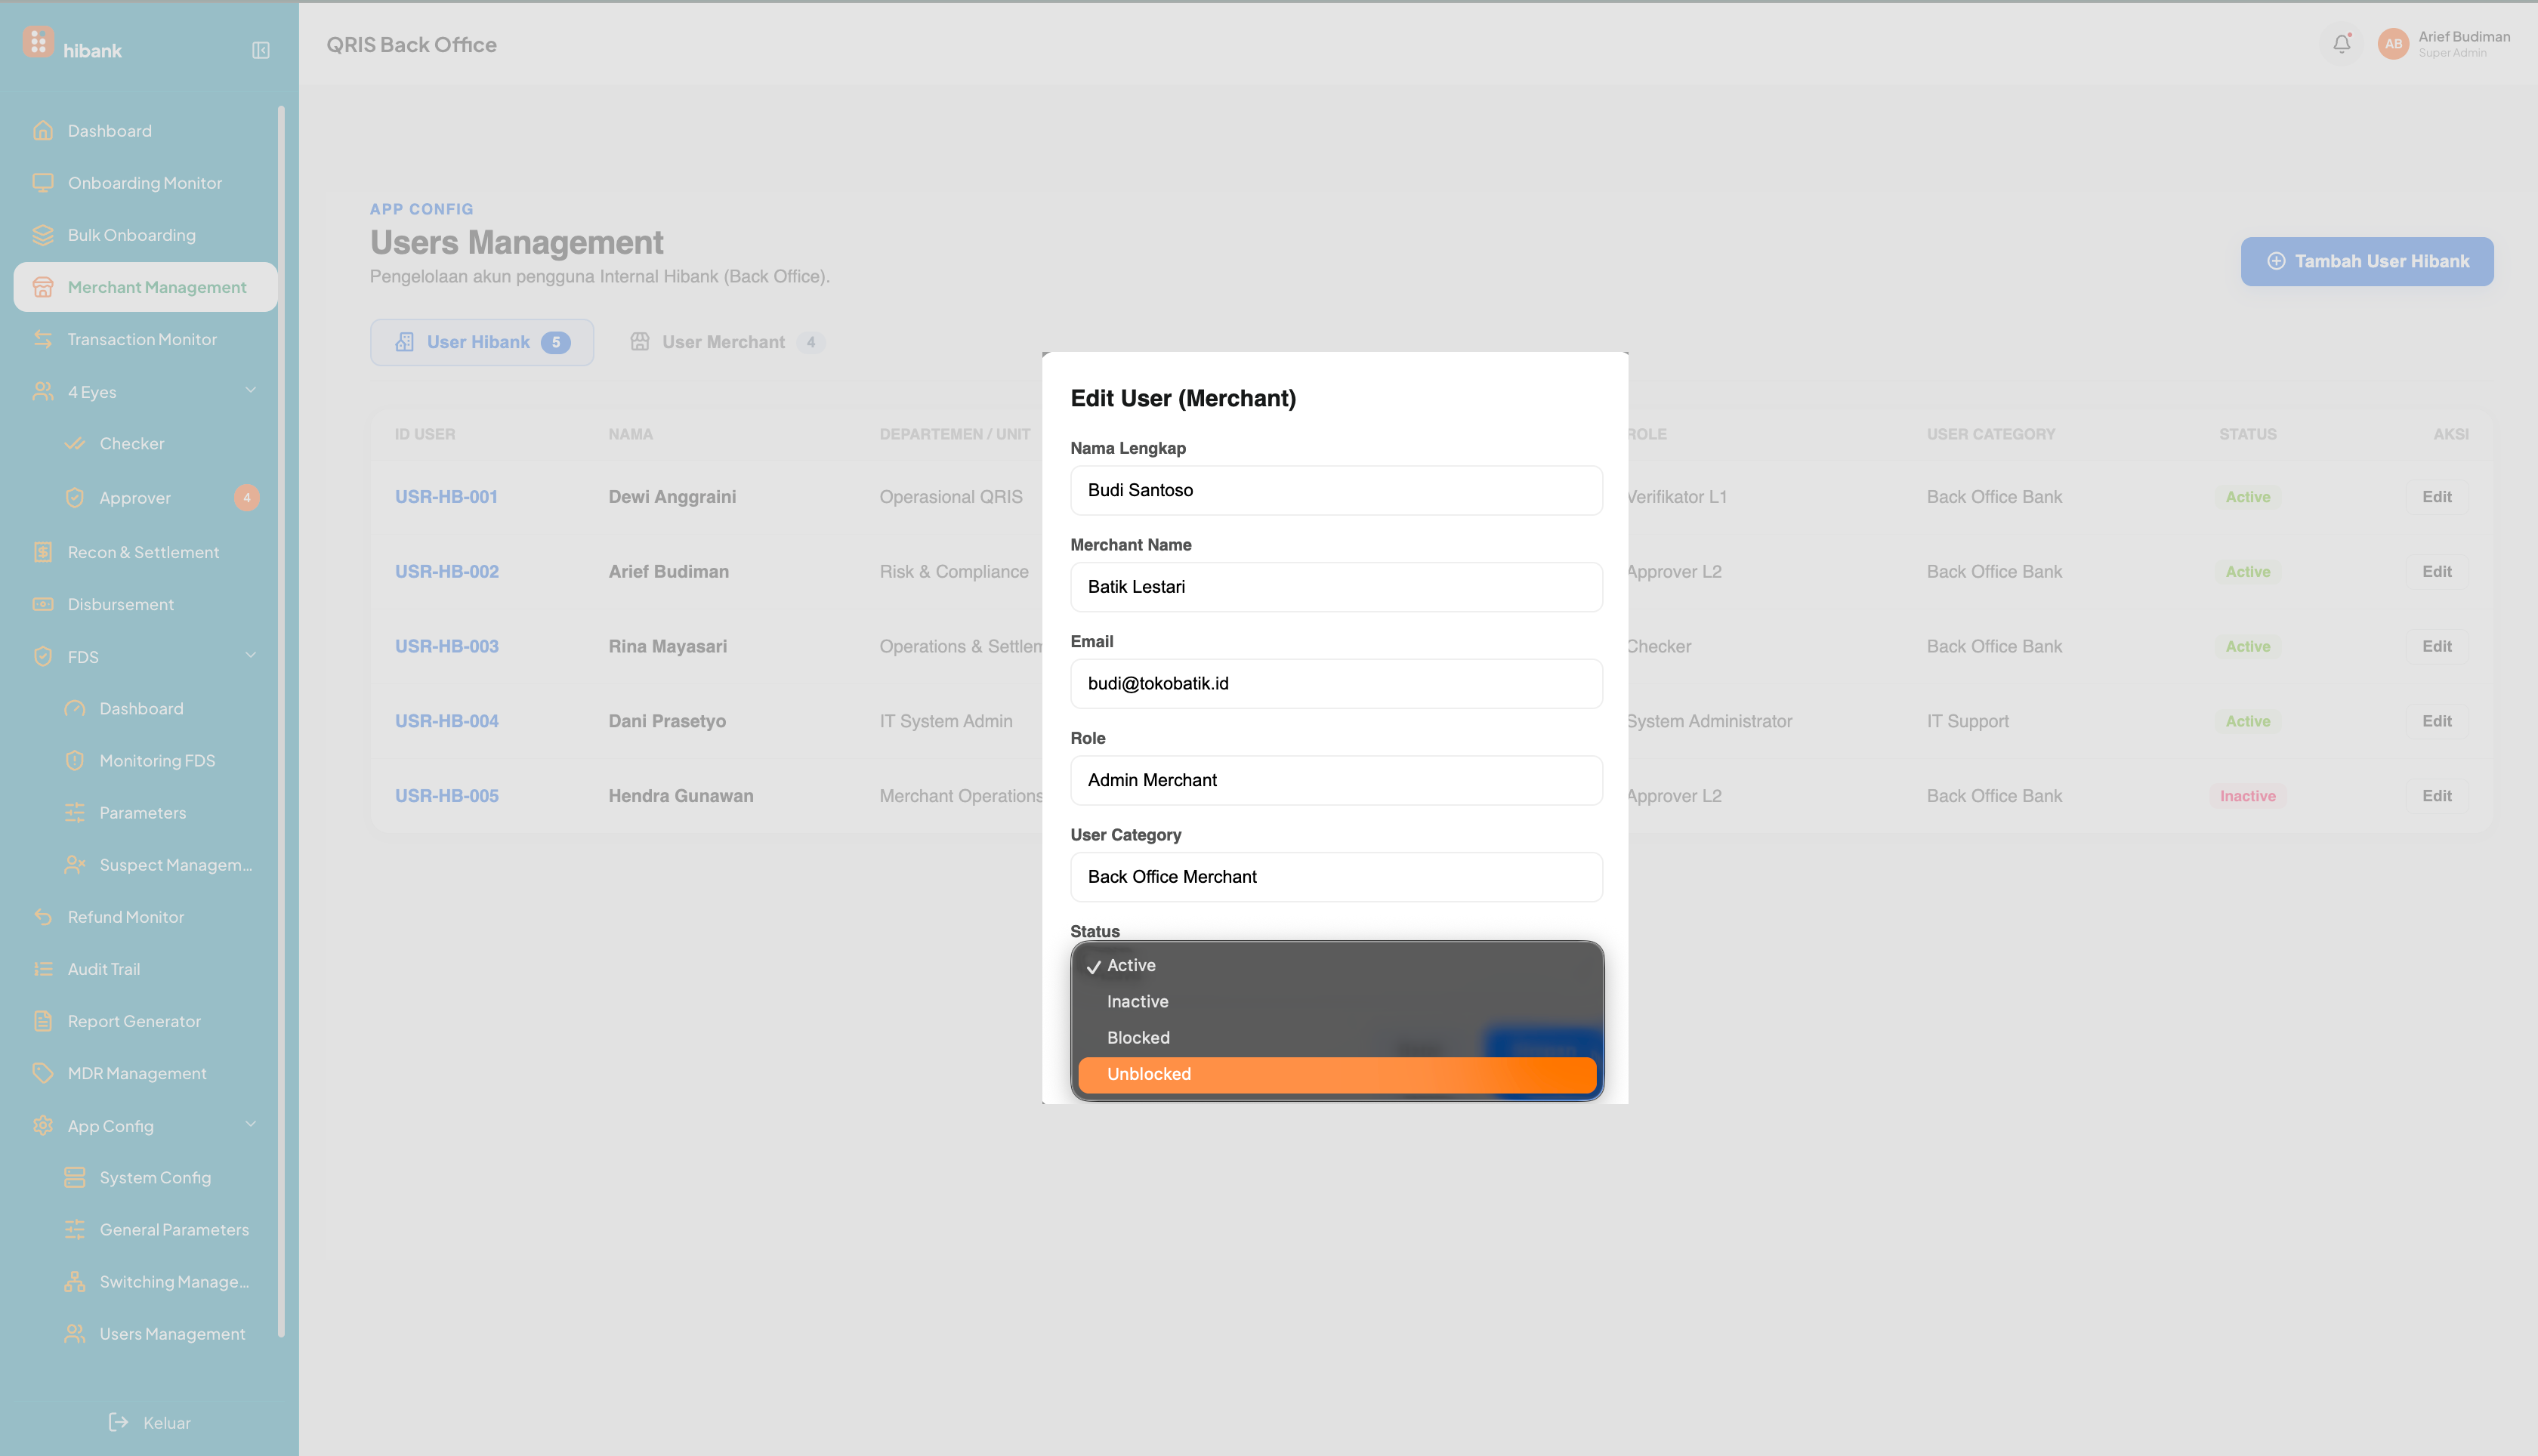 hibank
QRIS Back Office
AB
Arief Budiman
Super Admin
Dashboard
Onboarding Monitor
Bulk Onboarding
Merchant Management
Transaction Monitor
4 Eyes
Checker
Approver 4
Recon & Settlement
Disbursement
FDS
Dashboard
Monitoring FDS
Parameters
Suspect Managem...
Refund Monitor
Audit Trail
Report Generator
MDR Management
App Config
System Config
General Parameters
Switching Manage...
Users Management
Keluar
APP CONFIG
Users Management
Pengelolaan akun pengguna Internal Hibank (Back Office).
Tambah User Hibank
User Hibank 5
User Merchant 4
ID USER NAMA DEPARTEMEN / UNIT ROLE USER CATEGORY STATUS AKSI
USR-HB-001 Dewi Anggraini Operasional QRIS Verifikator L1 Back Office Bank Active Edit
USR-HB-002 Arief Budiman Risk & Compliance Approver L2 Back Office Bank Active Edit
USR-HB-003 Rina Mayasari Operations & Settlem Checker Back Office Bank Active Edit
USR-HB-004 Dani Prasetyo IT System Admin System Administrator IT Support Active Edit
USR-HB-005 Hendra Gunawan Merchant Operations Approver L2 Back Office Bank Inactive Edit
Edit User (Merchant)
Nama Lengkap
Budi Santoso
Merchant Name
Batik Lestari
Email
budi@tokobatik.id
Role
Admin Merchant
User Category
Back Office Merchant
Status
Active
Inactive
Blocked
Unblocked